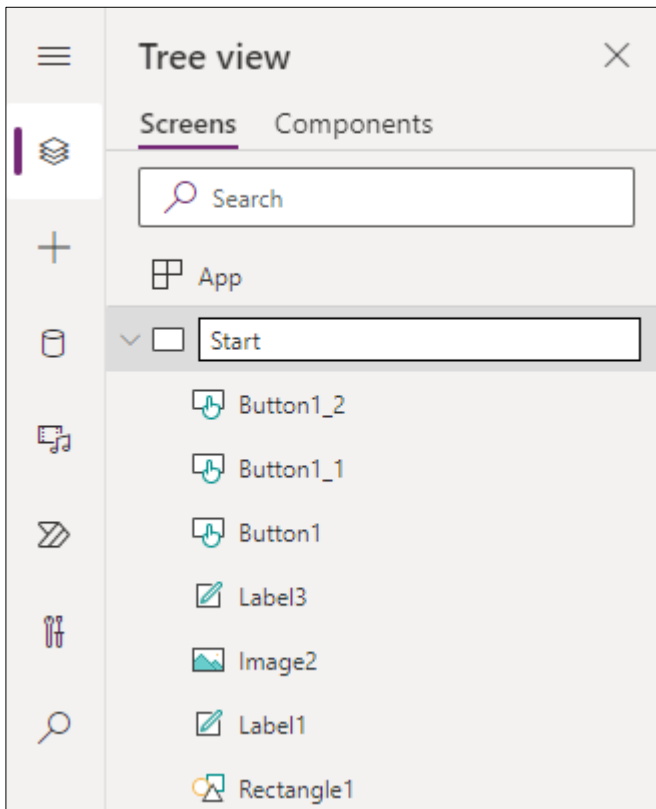 Tree view
Screens Components
Search
App
Start
Button1_2
Button1_1
Button1
Label3
Image2
Label1
Rectangle1